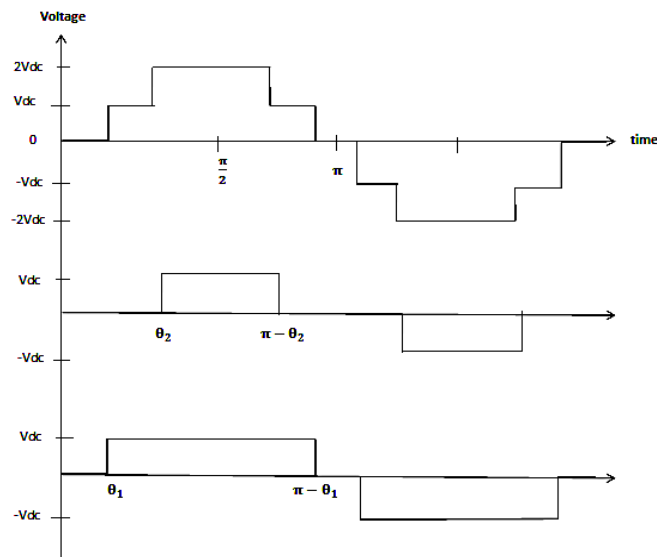 Voltage
2Vdc
Vdc
0
time
π/2
π
-Vdc
-2Vdc
Vdc
θ₂
π − θ₂
-Vdc
Vdc
θ₁
π − θ₁
-Vdc